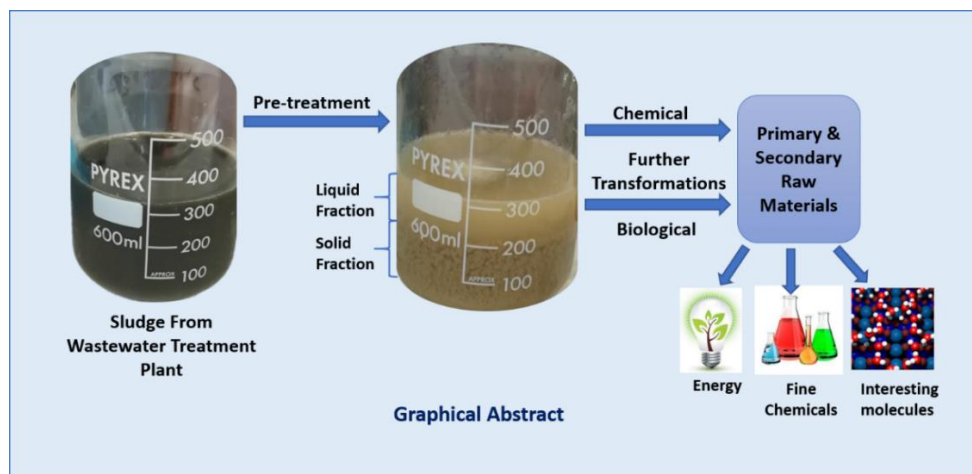 500
PYREX
400
300
600ml
200
APPROX
100
Sludge From
Wastewater Treatment
Plant
Pre-treatment
Liquid
Fraction
Solid
Fraction
500
PYREX
400
300
600ml
200
APPROX
100
Chemical
Further
Transformations
Biological
Primary &
Secondary
Raw
Materials
Energy
Fine
Chemicals
Interesting
molecules
Graphical Abstract